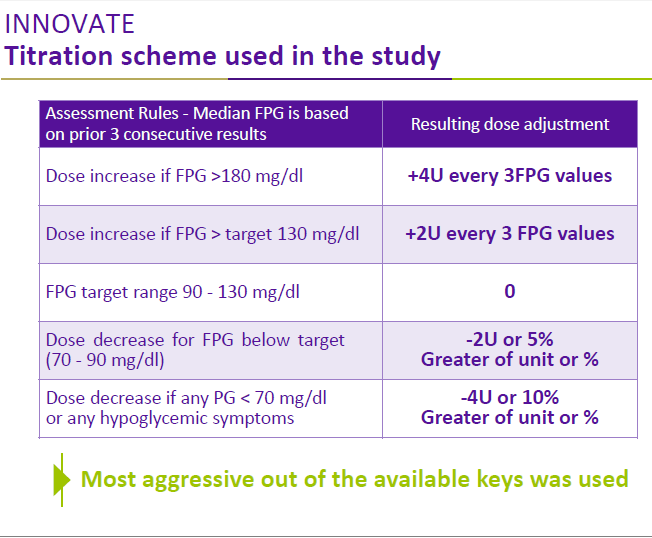 INNOVATE
Titration scheme used in the study
Assessment Rules - Median FPG is based
on prior 3 consecutive results
Resulting dose adjustment
Dose increase if FPG >180 mg/dl
+4U every 3FPG values
Dose increase if FPG > target 130 mg/dl
+2U every 3 FPG values
FPG target range 90 - 130 mg/dl
0
Dose decrease for FPG below target
(70 - 90 mg/dl)
-2U or 5%
Greater of unit or %
Dose decrease if any PG < 70 mg/dl
or any hypoglycemic symptoms
-4U or 10%
Greater of unit or %
Most aggressive out of the available keys was used